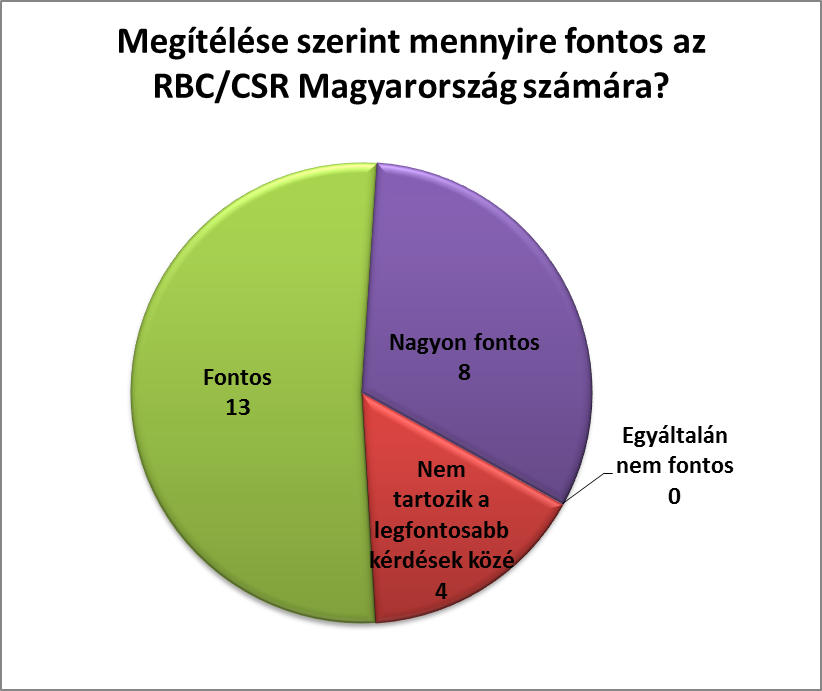 Megítélése szerint mennyire fontos az
RBC/CSR Magyarország számára?
Nagyon fontos
8
Fontos
13
Egyáltalán
nem fontos
0
Nem
tartozik a
legfontosabb
kérdések közé
4